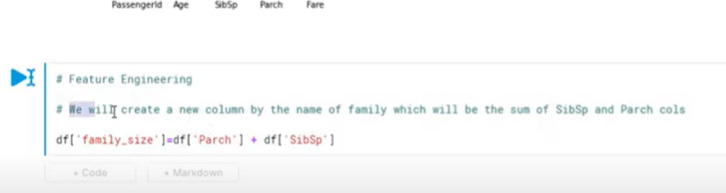 PassengerId Age SibSp Parch Fare
# Feature Engineering
# We will create a new column by the name of family which will be the sum of SibSp and Parch cols
df['family_size']=df['Parch'] + df['SibSp']
+ Code + Markdown